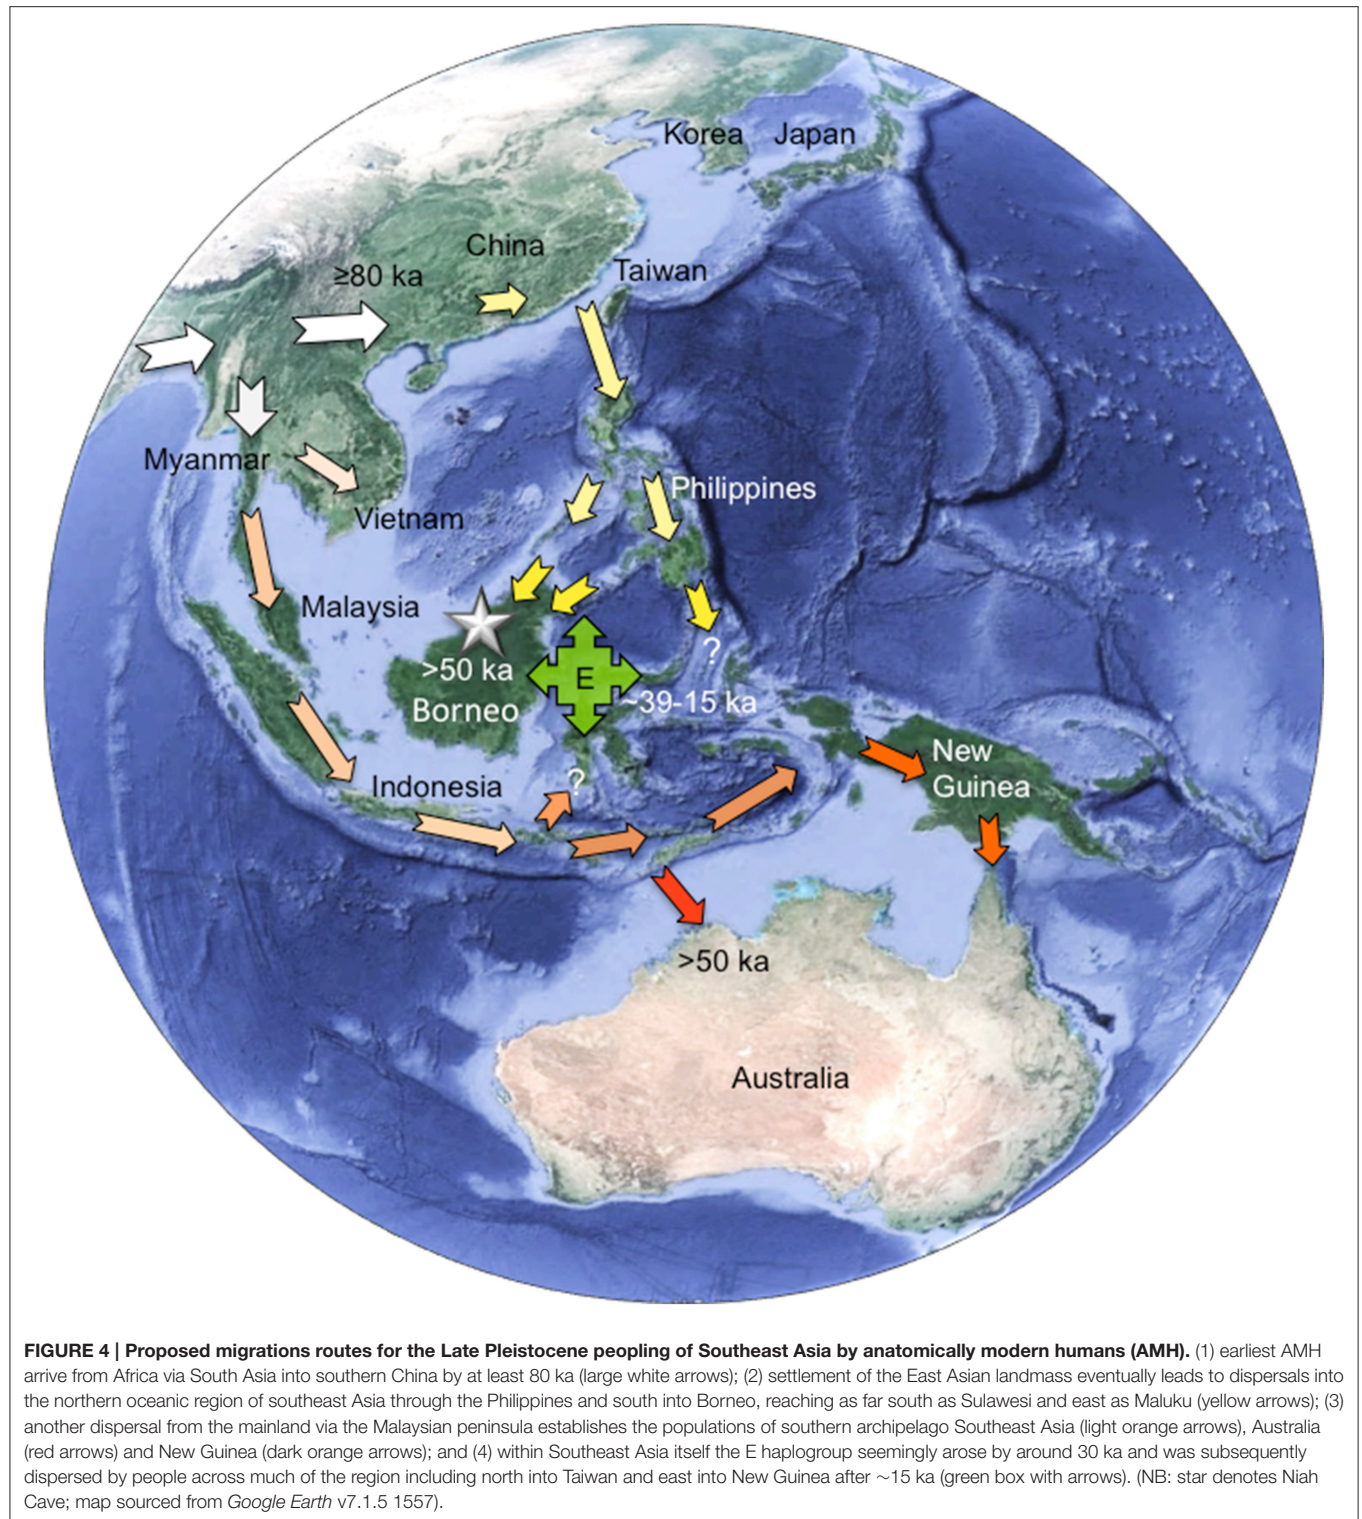 Korea Japan
China
≥80 ka
Taiwan
Myanmar
Philippines
Vietnam
Malaysia
?
>50 ka
E
~39-15 ka
Borneo
New
Guinea
Indonesia
?
>50 ka
Australia
FIGURE 4 | Proposed migrations routes for the Late Pleistocene peopling of Southeast Asia by anatomically modern humans (AMH). (1) earliest AMH
arrive from Africa via South Asia into southern China by at least 80 ka (large white arrows); (2) settlement of the East Asian landmass eventually leads to dispersals into
the northern oceanic region of southeast Asia through the Philippines and south into Borneo, reaching as far south as Sulawesi and east as Maluku (yellow arrows); (3)
another dispersal from the mainland via the Malaysian peninsula establishes the populations of southern archipelago Southeast Asia (light orange arrows), Australia
(red arrows) and New Guinea (dark orange arrows); and (4) within Southeast Asia itself the E haplogroup seemingly arose by around 30 ka and was subsequently
dispersed by people across much of the region including north into Taiwan and east into New Guinea after ~15 ka (green box with arrows). (NB: star denotes Niah
Cave; map sourced from Google Earth v7.1.5 1557).